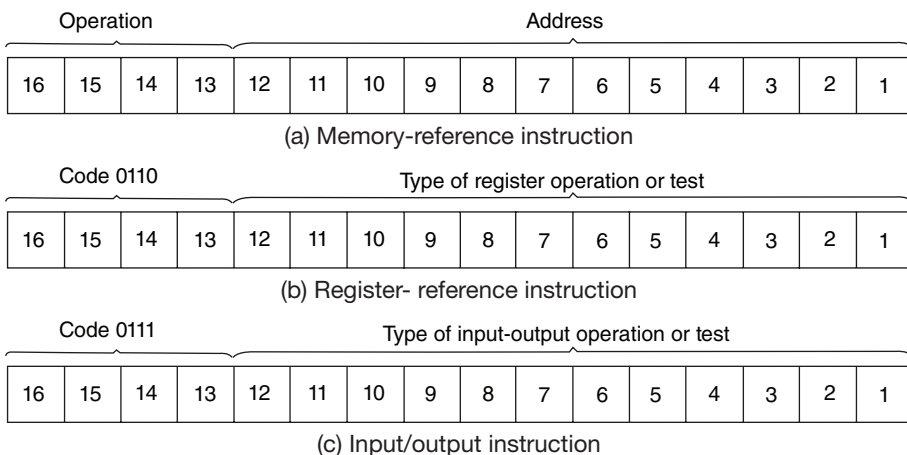 Operation Address
16 15 14 13 12 11 10 9 8 7 6 5 4 3 2 1
(a) Memory-reference instruction
Code 0110 Type of register operation or test
16 15 14 13 12 11 10 9 8 7 6 5 4 3 2 1
(b) Register- reference instruction
Code 0111 Type of input-output operation or test
16 15 14 13 12 11 10 9 8 7 6 5 4 3 2 1
(c) Input/output instruction